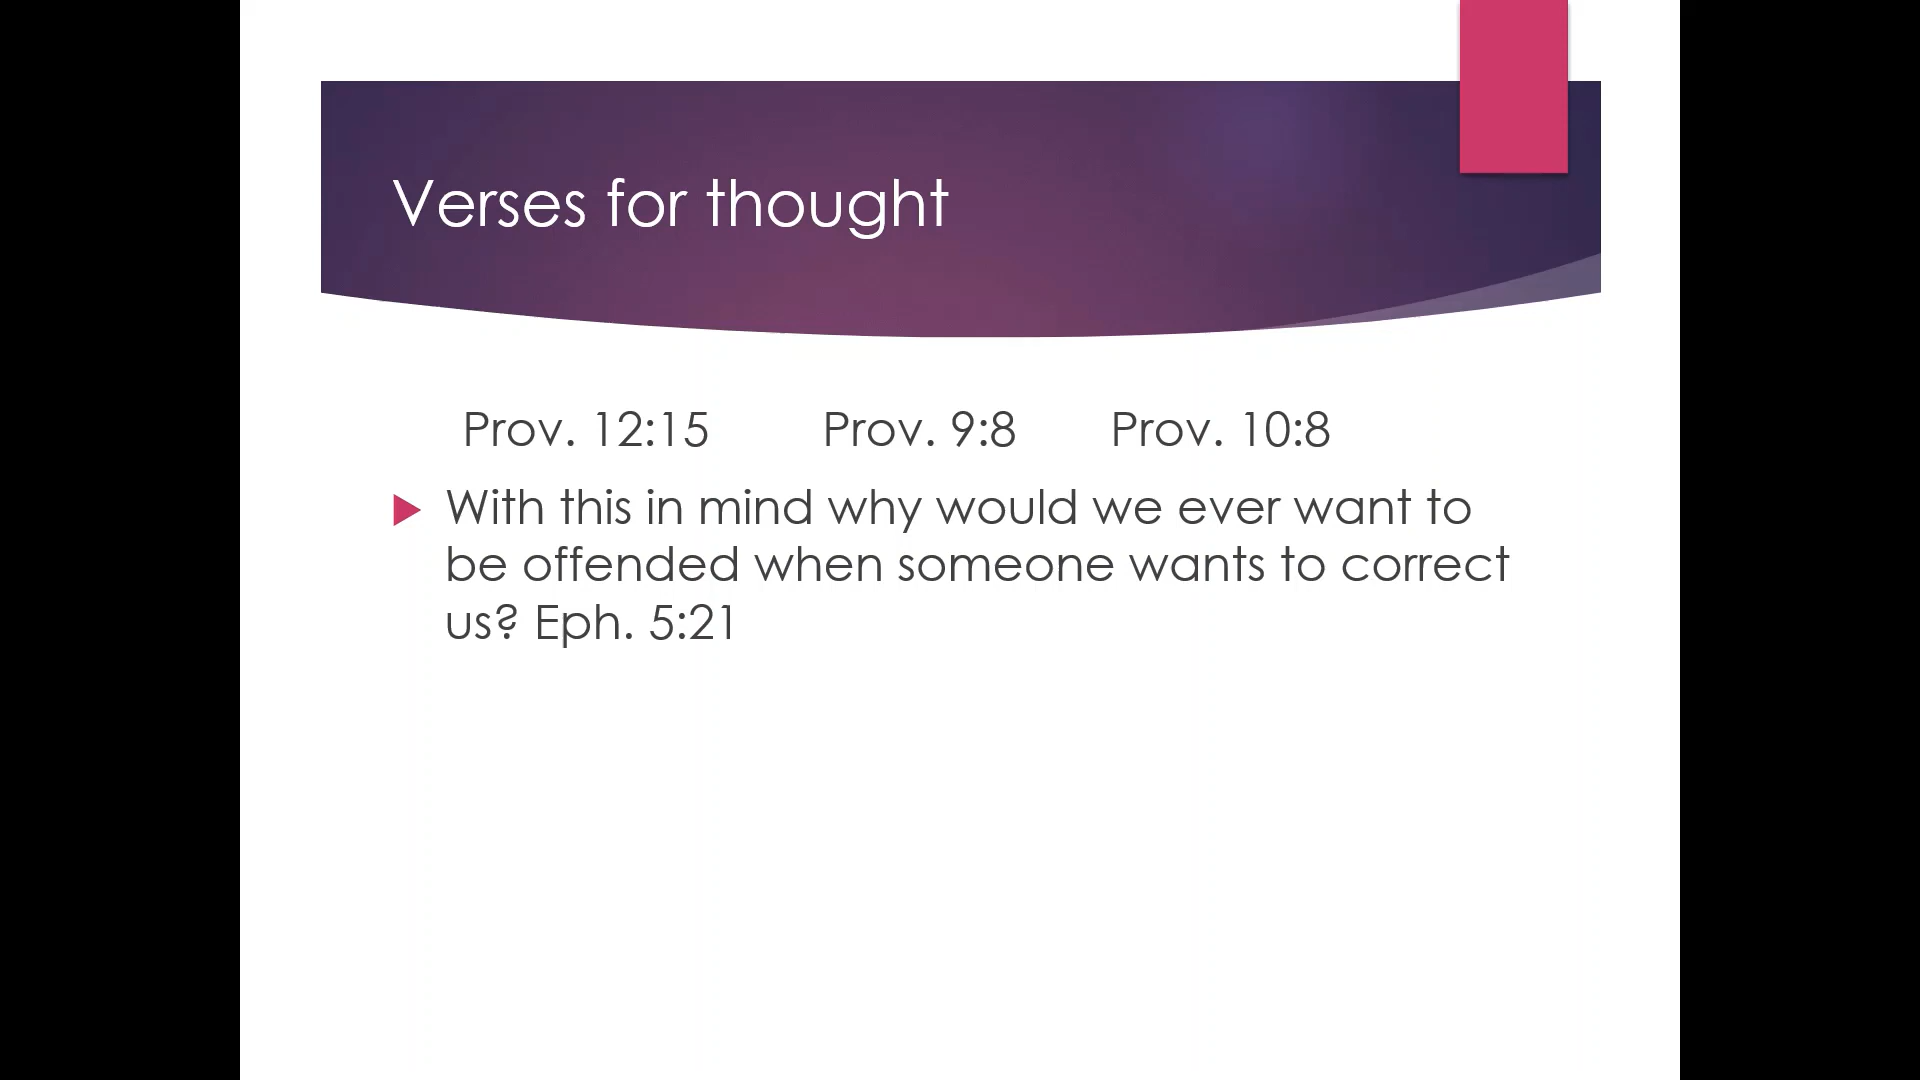 Verses for thought
Prov. 12:15 Prov. 9:8 Prov. 10:8
With this in mind why would we ever want to
be offended when someone wants to correct
us? Eph. 5:21